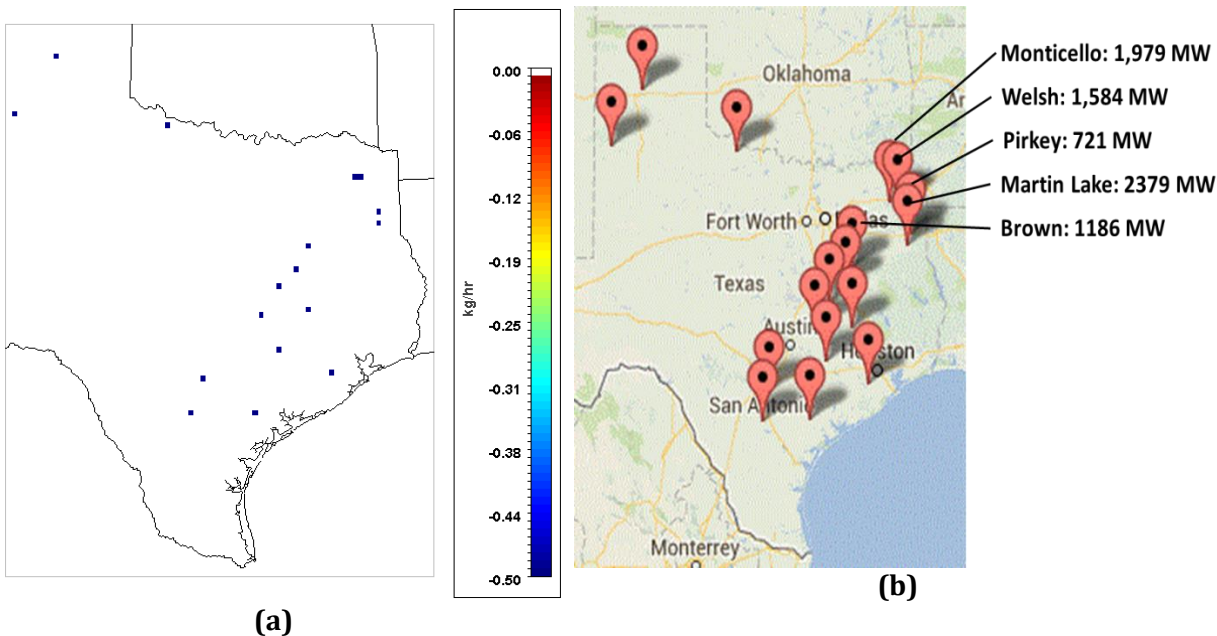 0.00
-0.06
-0.12
-0.19
-0.25
-0.31
-0.38
-0.44
-0.50
kg/hr
(a)
Oklahoma
Ar
Fort Worth
Dallas
Texas
Austin
Houston
San Antonio
Monterrey
Monticello: 1,979 MW
Welsh: 1,584 MW
Pirkey: 721 MW
Martin Lake: 2379 MW
Brown: 1186 MW
(b)